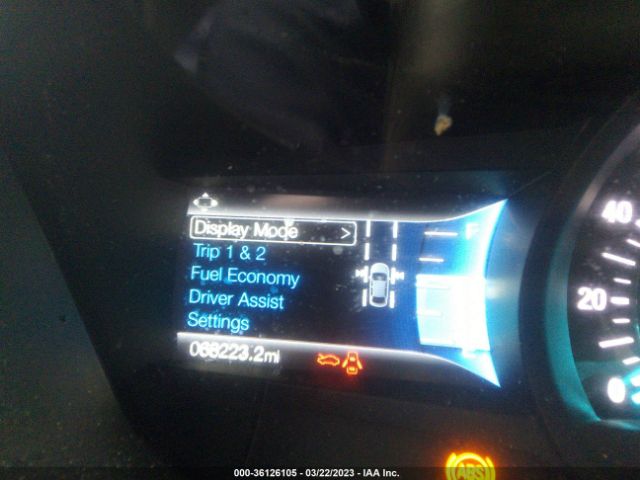 Display Mode >
Trip 1 & 2
Fuel Economy
Driver Assist
Settings
068223.2mi
F
40
20
0
ABS
000-36126105 - 03/22/2023 - IAA Inc.